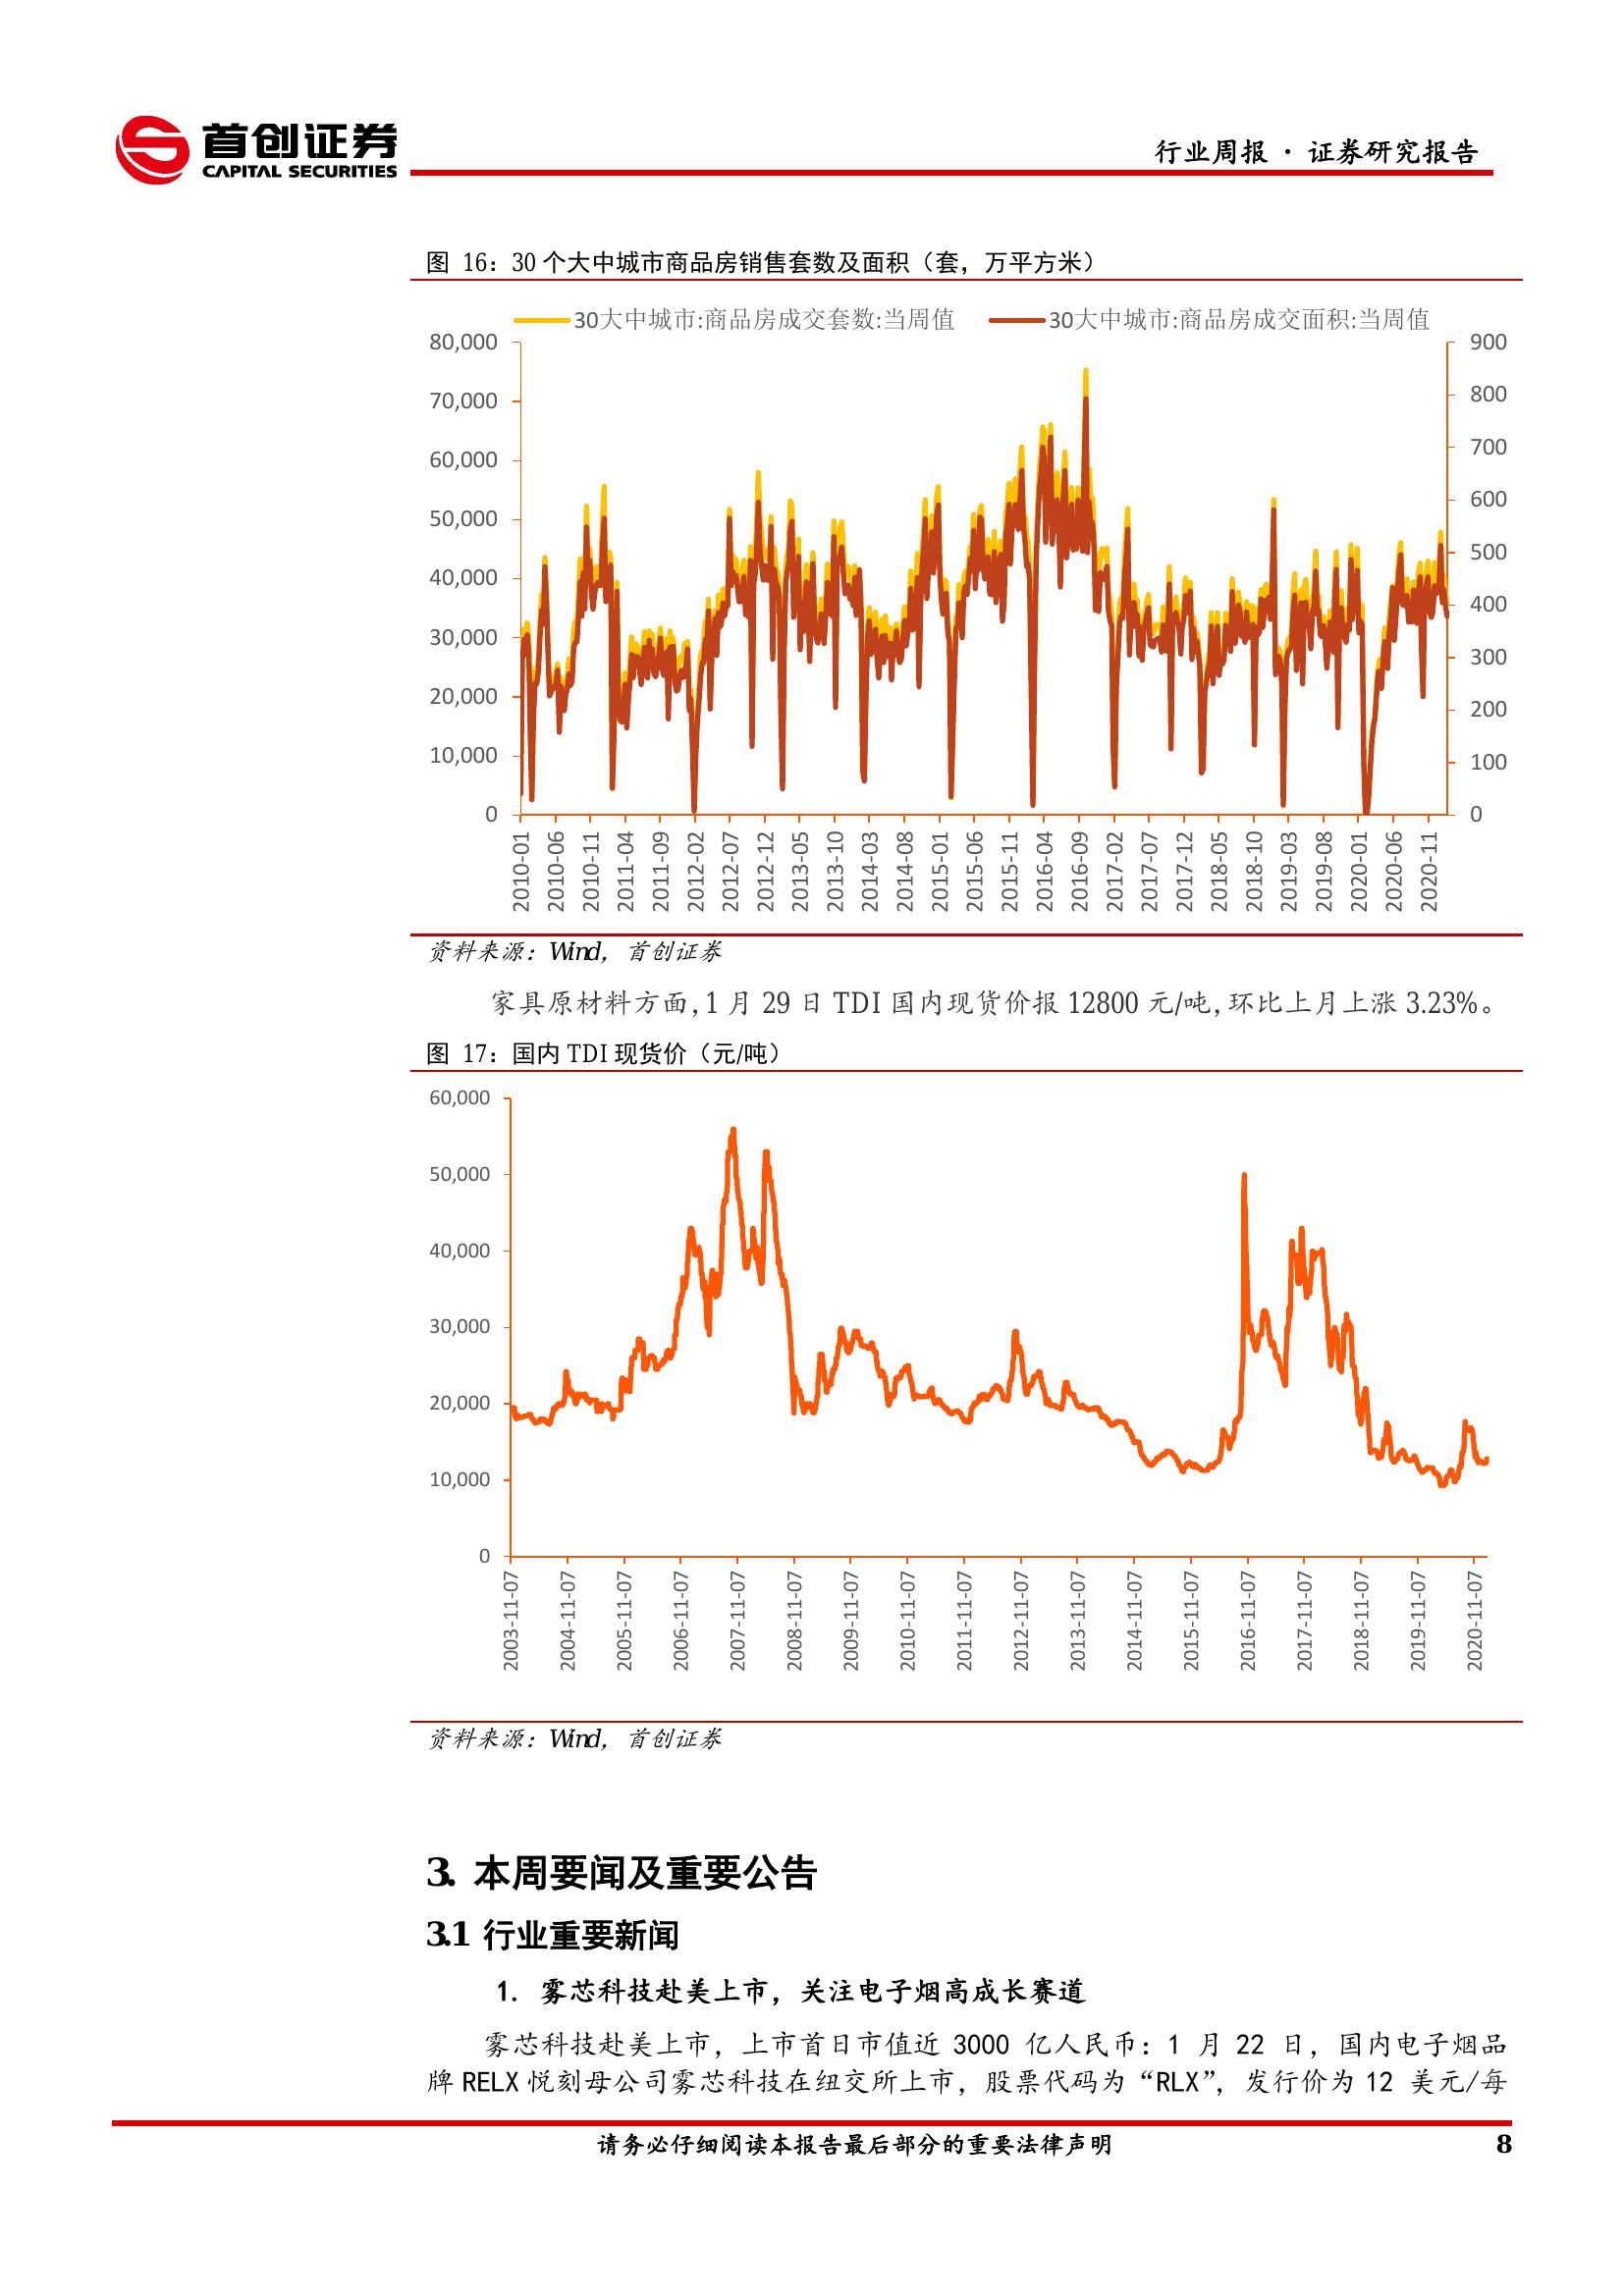 首创证券
CAPITAL SECURITIES
行业周报 · 证券研究报告
图 16：30 个大中城市商品房销售套数及面积（套，万平方米）
30大中城市:商品房成交套数:当周值 30大中城市:商品房成交面积:当周值
80,000 900
70,000 800
60,000 700
50,000 600
40,000 500
30,000 400
20,000 300
10,000 200
0 100
0
2010-01 2010-06 2010-11 2011-04 2011-09 2012-02 2012-07 2012-12 2013-05 2013-10 2014-03 2014-08 2015-01 2015-06 2015-11 2016-04 2016-09 2017-02 2017-07 2017-12 2018-05 2018-10 2019-03 2019-08 2020-01 2020-06 2020-11
资料来源：Wind，首创证券
家具原材料方面，1 月 29 日 TDI 国内现货价报 12800 元/吨，环比上月上涨 3.23%。
图 17：国内 TDI 现货价（元/吨）
60,000
50,000
40,000
30,000
20,000
10,000
0
2003-11-07 2004-11-07 2005-11-07 2006-11-07 2007-11-07 2008-11-07 2009-11-07 2010-11-07 2011-11-07 2012-11-07 2013-11-07 2014-11-07 2015-11-07 2016-11-07 2017-11-07 2018-11-07 2019-11-07 2020-11-07
资料来源：Wind，首创证券
3. 本周要闻及重要公告
3.1 行业重要新闻
1. 雾芯科技赴美上市，关注电子烟高成长赛道
雾芯科技赴美上市，上市首日市值近 3000 亿人民币：1 月 22 日，国内电子烟品
牌 RELX 悦刻母公司雾芯科技在纽交所上市，股票代码为“RLX”，发行价为 12 美元/每
请务必仔细阅读本报告最后部分的重要法律声明 8